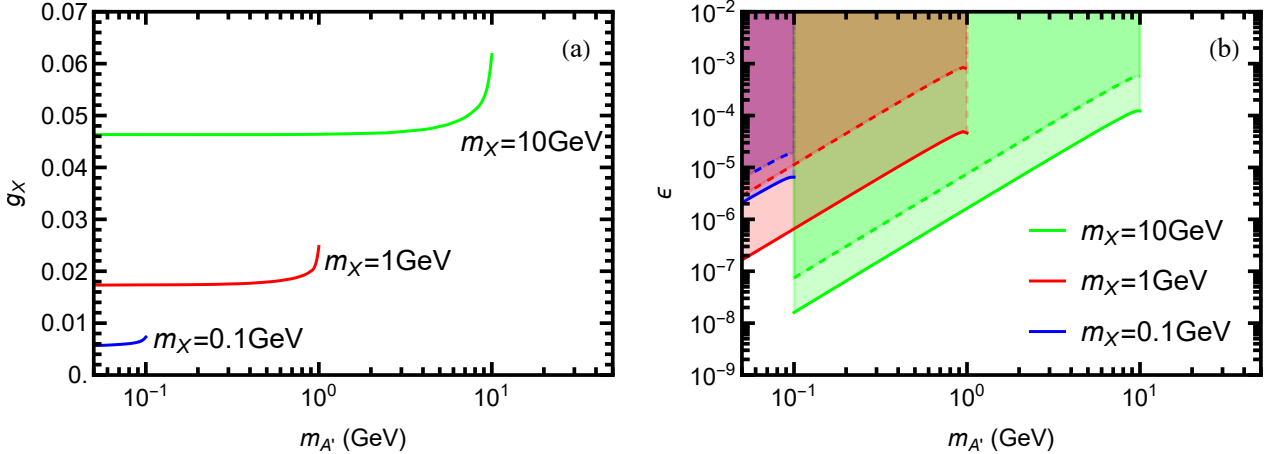 (a)
0.07
0.06
0.05
0.04
0.03
0.02
0.01
0.
g_X
m_X=10GeV
m_X=1GeV
m_X=0.1GeV
10^−1
10^0
10^1
m_A' (GeV)
(b)
10^−2
10^−3
10^−4
10^−5
10^−6
10^−7
10^−8
10^−9
ϵ
m_X=10GeV
m_X=1GeV
m_X=0.1GeV
10^−1
10^0
10^1
m_A' (GeV)